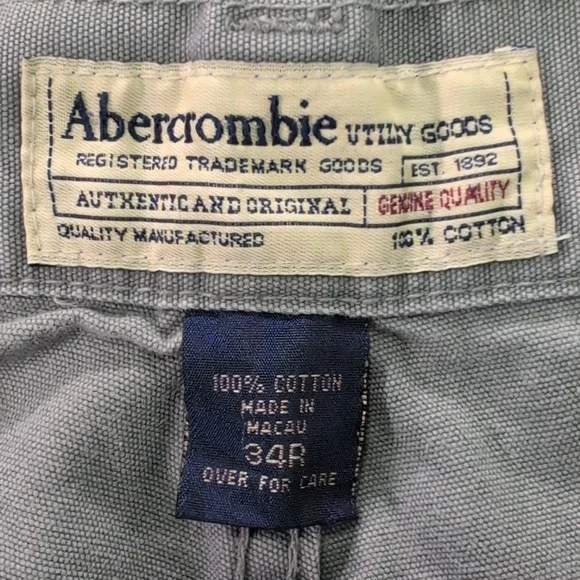 Abercrombie UTILITY GOODS
REGISTERED TRADEMARK GOODS EST. 1892
AUTHENTIC AND ORIGINAL GENUINE QUALITY
QUALITY MANUFACTURED 100% COTTON
100% COTTON
MADE IN
MACAU
34R
OVER FOR CARE